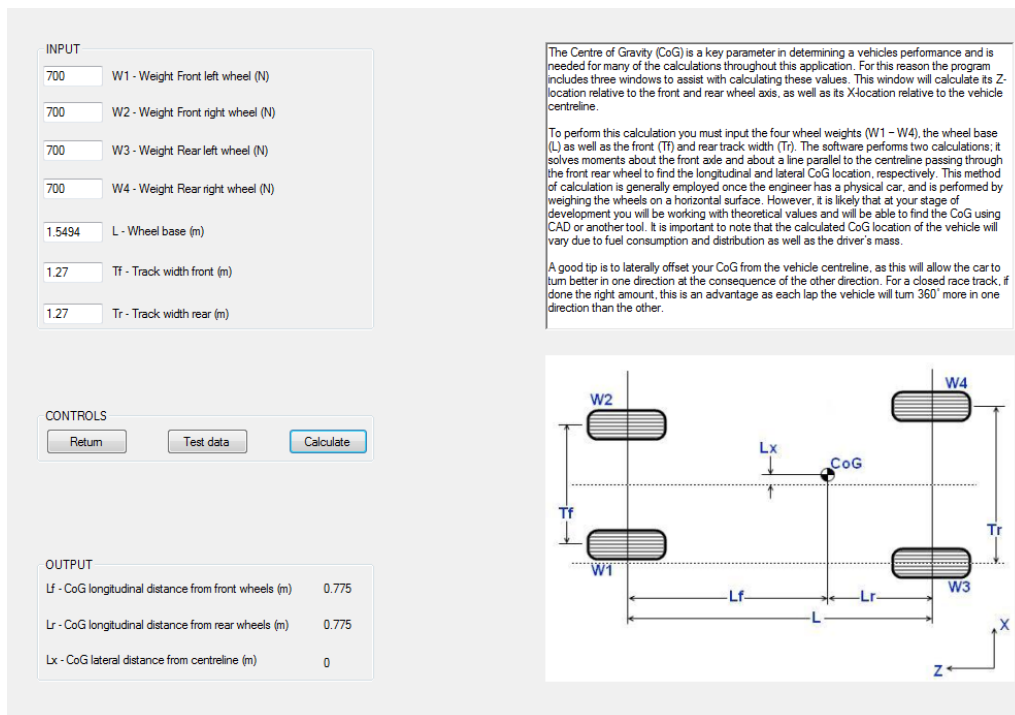 INPUT
700 W1 - Weight Front left wheel (N)
700 W2 - Weight Front right wheel (N)
700 W3 - Weight Rear left wheel (N)
700 W4 - Weight Rear right wheel (N)
1.5494 L - Wheel base (m)
1.27 Tf - Track width front (m)
1.27 Tr - Track width rear (m)
CONTROLS
Return Test data Calculate
OUTPUT
Lf - CoG longitudinal distance from front wheels (m) 0.775
Lr - CoG longitudinal distance from rear wheels (m) 0.775
Lx - CoG lateral distance from centreline (m) 0
The Centre of Gravity (CoG) is a key parameter in determining a vehicles performance and is
needed for many of the calculations throughout this application. For this reason the program
includes three windows to assist with calculating these values. This window will calculate its Z-
location relative to the front and rear wheel axis, as well as its X-location relative to the vehicle
centreline.
To perform this calculation you must input the four wheel weights (W1 – W4), the wheel base
(L) as well as the front (Tf) and rear track width (Tr). The software performs two calculations; it
solves moments about the front axle and about a line parallel to the centreline passing through
the front rear wheel to find the longitudinal and lateral CoG location, respectively. This method
of calculation is generally employed once the engineer has a physical car, and is performed by
weighing the wheels on a horizontal surface. However, it is likely that at your stage of
development you will be working with theoretical values and will be able to find the CoG using
CAD or another tool. It is important to note that the calculated CoG location of the vehicle will
vary due to fuel consumption and distribution as well as the driver's mass.
A good tip is to laterally offset your CoG from the vehicle centreline, as this will allow the car to
turn better in one direction at the consequence of the other direction. For a closed race track, if
done the right amount, this is an advantage as each lap the vehicle will turn 360° more in one
direction than the other.
W2
W4
Lx
CoG
Tf
Tr
W1
W3
Lf
Lr
L
X
Z